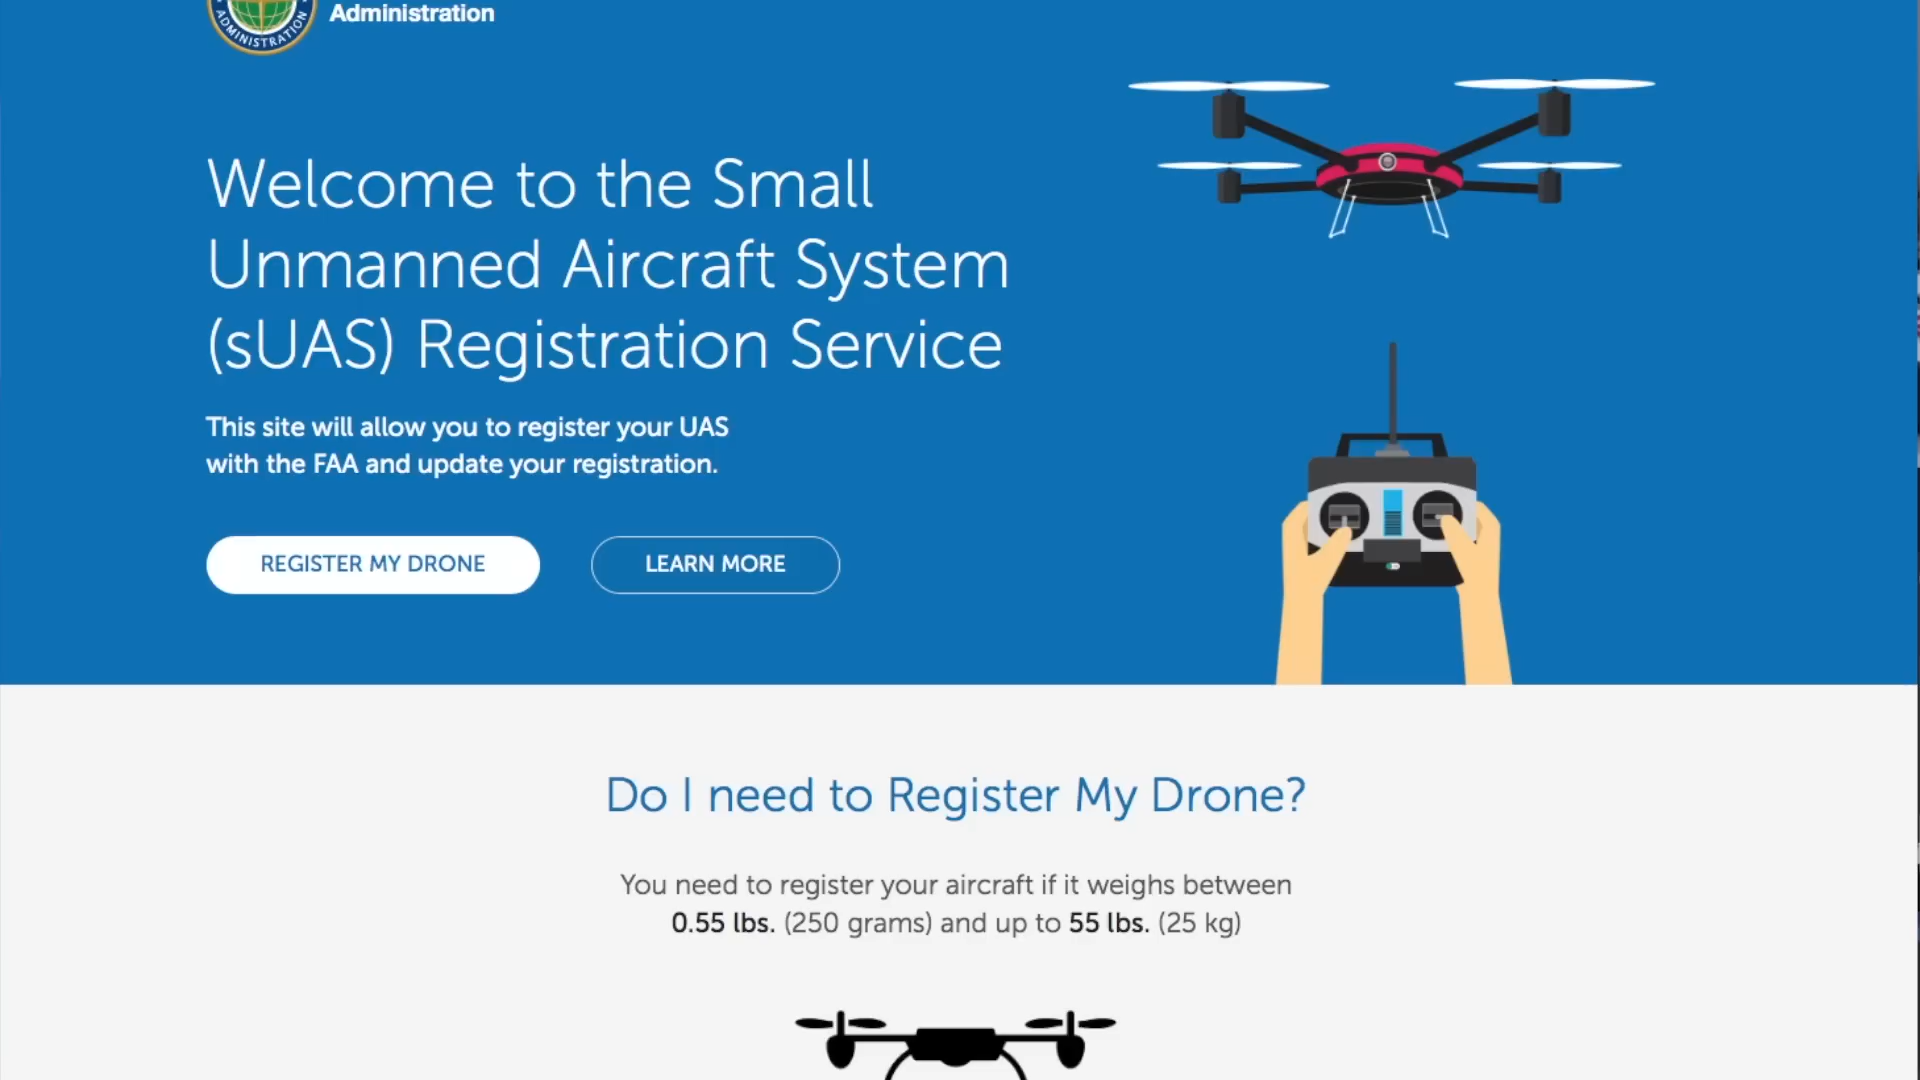 Administration
ADMINISTRATION
Welcome to the Small
Unmanned Aircraft System
(sUAS) Registration Service
This site will allow you to register your UAS
with the FAA and update your registration.
REGISTER MY DRONE
LEARN MORE
Do I need to Register My Drone?
You need to register your aircraft if it weighs between
0.55 lbs. (250 grams) and up to 55 lbs. (25 kg)